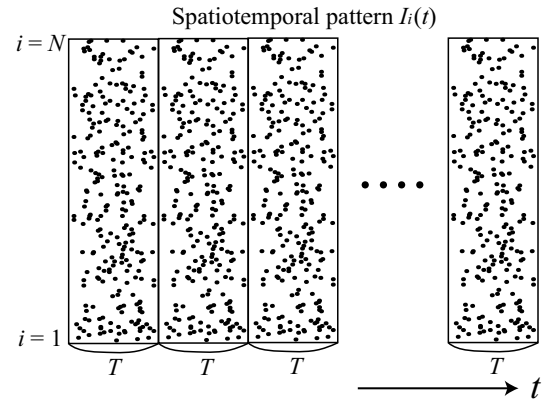 Spatiotemporal pattern Iᵢ(t)
i = N
i = 1
T T T T
t